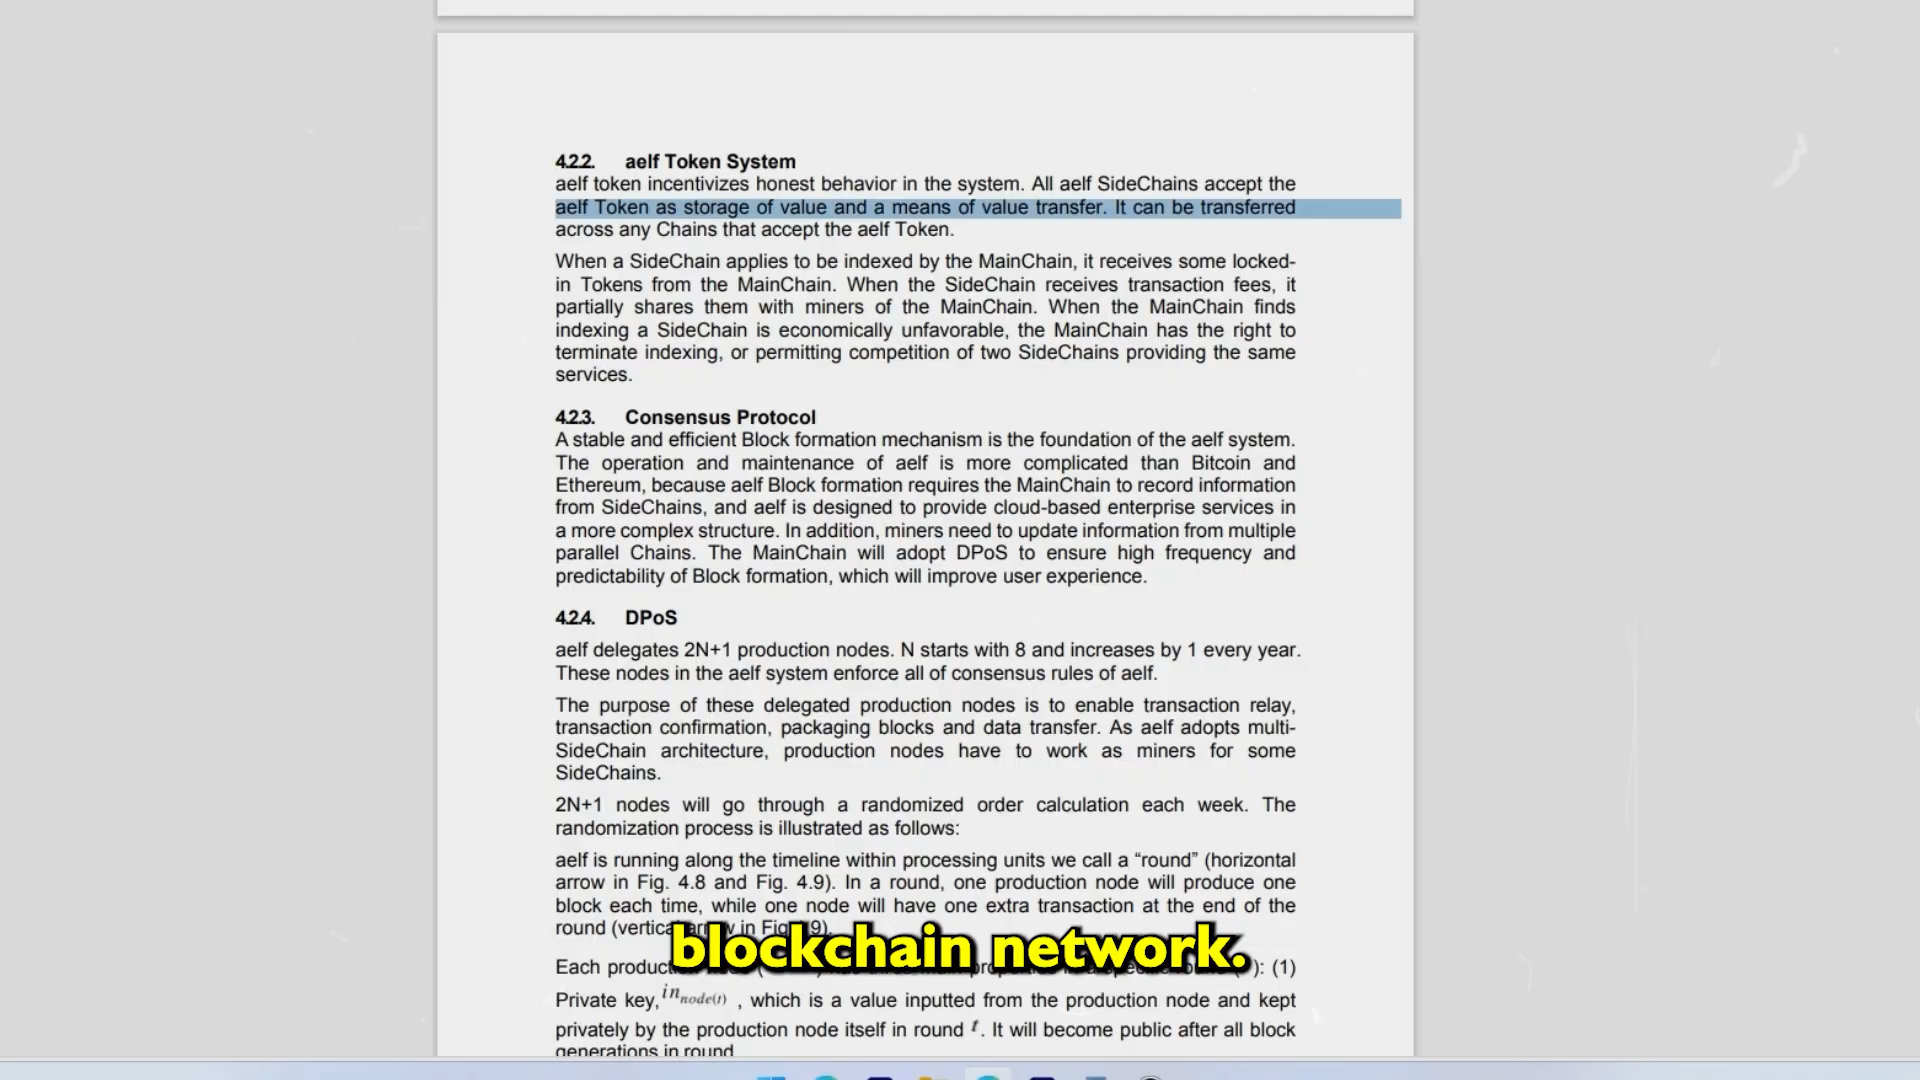 4.2.2. aelf Token System
aelf token incentivizes honest behavior in the system. All aelf SideChains accept the
aelf Token as storage of value and a means of value transfer. It can be transferred
across any Chains that accept the aelf Token.
When a SideChain applies to be indexed by the MainChain, it receives some locked-
in Tokens from the MainChain. When the SideChain receives transaction fees, it
partially shares them with miners of the MainChain. When the MainChain finds
indexing a SideChain is economically unfavorable, the MainChain has the right to
terminate indexing, or permitting competition of two SideChains providing the same
services.
4.2.3. Consensus Protocol
A stable and efficient Block formation mechanism is the foundation of the aelf system.
The operation and maintenance of aelf is more complicated than Bitcoin and
Ethereum, because aelf Block formation requires the MainChain to record information
from SideChains, and aelf is designed to provide cloud-based enterprise services in
a more complex structure. In addition, miners need to update information from multiple
parallel Chains. The MainChain will adopt DPoS to ensure high frequency and
predictability of Block formation, which will improve user experience.
4.2.4. DPoS
aelf delegates 2N+1 production nodes. N starts with 8 and increases by 1 every year.
These nodes in the aelf system enforce all of consensus rules of aelf.
The purpose of these delegated production nodes is to enable transaction relay,
transaction confirmation, packaging blocks and data transfer. As aelf adopts multi-
SideChain architecture, production nodes have to work as miners for some
SideChains.
2N+1 nodes will go through a randomized order calculation each week. The
randomization process is illustrated as follows:
aelf is running along the timeline within processing units we call a “round” (horizontal
arrow in Fig. 4.8 and Fig. 4.9). In a round, one production node will produce one
block each time, while one node will have one extra transaction at the end of the
round (vertical arrow in Fig. 4.9).
blockchain network.
Each : (1)
Private key, in node(t) , which is a value inputted from the production node and kept
privately by the production node itself in round t. It will become public after all block
generations in round